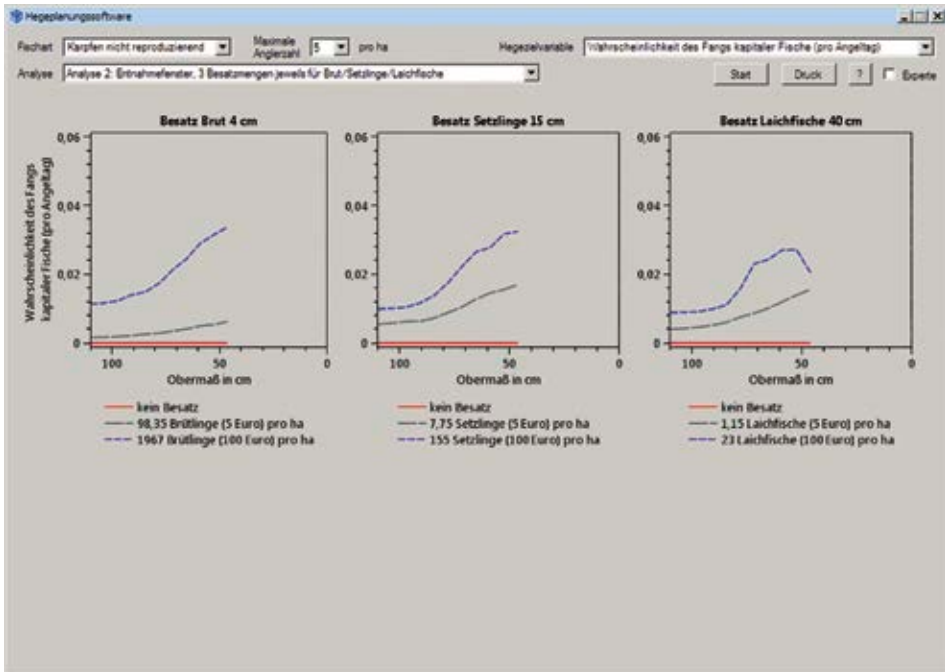 Hegeplanungssoftware
Fischart Karpfen nicht reproduzierend Maximale Anglerzahl 5 pro ha Hegezielvariable Wahrscheinlichkeit des Fangs kapitaler Fische (pro Angeltag)
Analyse Analyse 2: Entnahmefenster, 3 Besatzmengen jeweils für Brut/Setzlinge/Laichfische Start Druck ? Experte
Besatz Brut 4 cm
Wahrscheinlichkeit des Fangs
kapitaler Fische (pro Angeltag)
0,06
0,04
0,02
0
100 50 0
Obermaß in cm
kein Besatz
98,35 Brütlinge (5 Euro) pro ha
1967 Brütlinge (100 Euro) pro ha
Besatz Setzlinge 15 cm
0,06
0,04
0,02
0
100 50 0
Obermaß in cm
kein Besatz
7,75 Setzlinge (5 Euro) pro ha
155 Setzlinge (100 Euro) pro ha
Besatz Laichfische 40 cm
0,06
0,04
0,02
0
100 50 0
Obermaß in cm
kein Besatz
1,15 Laichfische (5 Euro) pro ha
23 Laichfische (100 Euro) pro ha